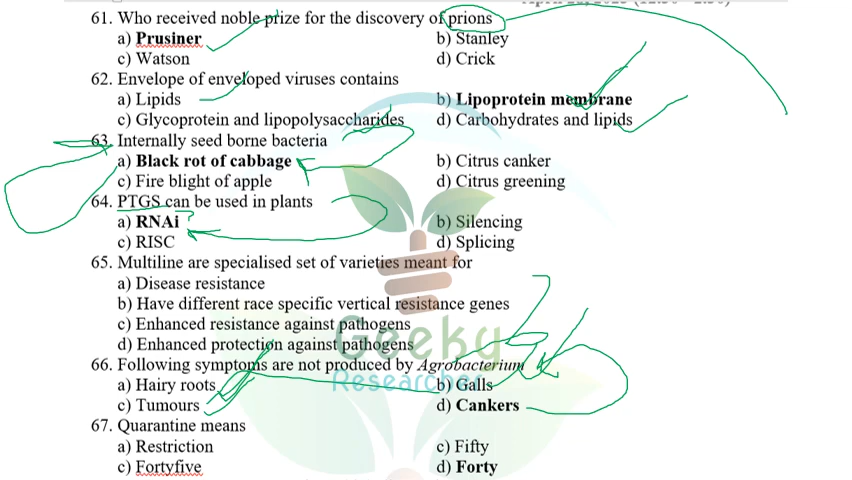 61. Who received noble prize for the discovery of prions
a) Prusiner b) Stanley
c) Watson d) Crick
62. Envelope of enveloped viruses contains
a) Lipids b) Lipoprotein membrane
c) Glycoprotein and lipopolysaccharides d) Carbohydrates and lipids
63. Internally seed borne bacteria
a) Black rot of cabbage b) Citrus canker
c) Fire blight of apple d) Citrus greening
64. PTGS can be used in plants
a) RNAi b) Silencing
c) RISC d) Splicing
65. Multiline are specialised set of varieties meant for
a) Disease resistance
b) Have different race specific vertical resistance genes
c) Enhanced resistance against pathogens
d) Enhanced protection against pathogens
Geeky
66. Following symptoms are not produced by Agrobacterium
Researcher
a) Hairy roots b) Galls
c) Tumours d) Cankers
67. Quarantine means
a) Restriction c) Fifty
c) Fortyfive d) Forty